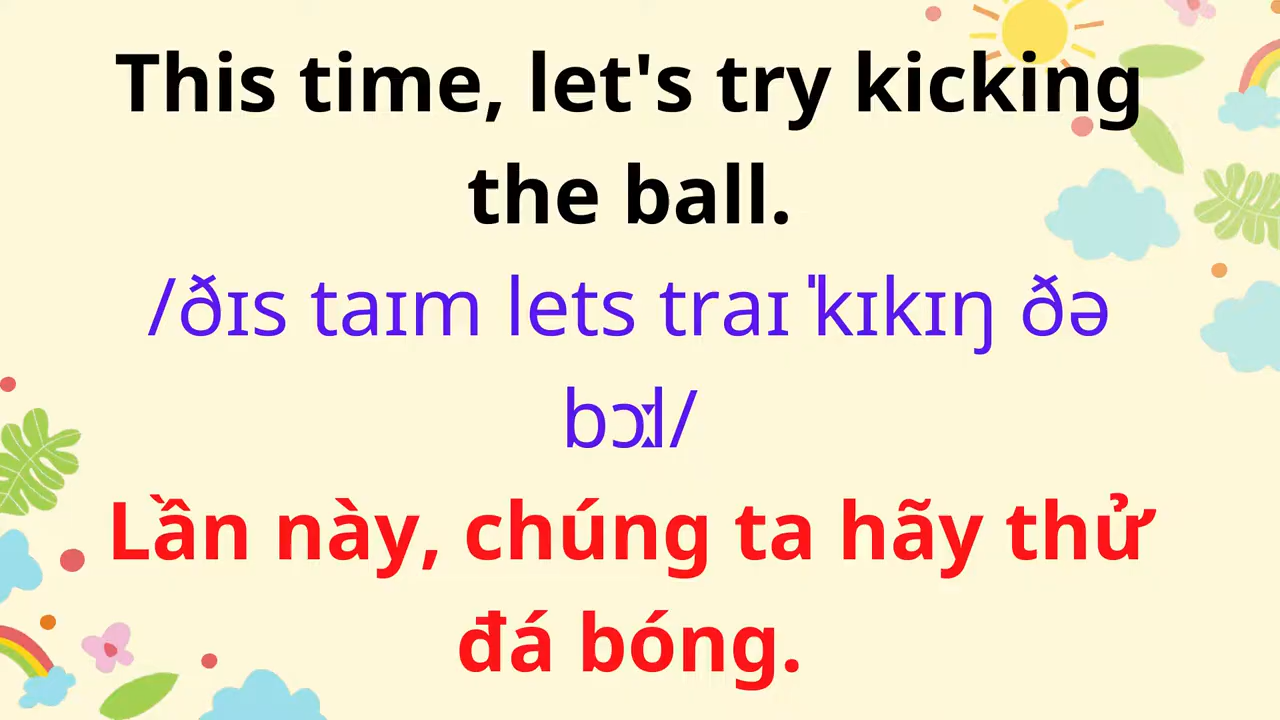 This time, let's try kicking
the ball.
/ðɪs taɪm lets traɪ ˈkɪkɪŋ ðə
bɔːl/
Lần này, chúng ta hãy thử
đá bóng.